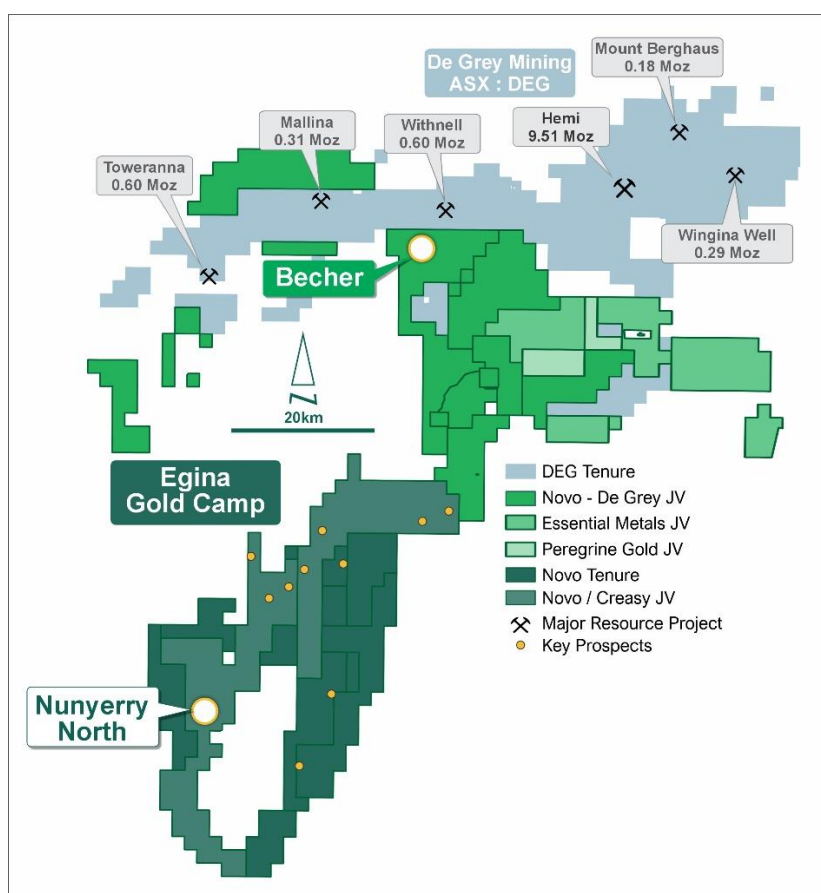 De Grey Mining
ASX : DEG
Mount Berghaus
0.18 Moz
Hemi
9.51 Moz
Mallina
0.31 Moz
Withnell
0.60 Moz
Toweranna
0.60 Moz
Wingina Well
0.29 Moz
Becher
N
20km
Egina
Gold Camp
DEG Tenure
Novo - De Grey JV
Essential Metals JV
Peregrine Gold JV
Novo Tenure
Novo / Creasy JV
Major Resource Project
Key Prospects
Nunyerry
North